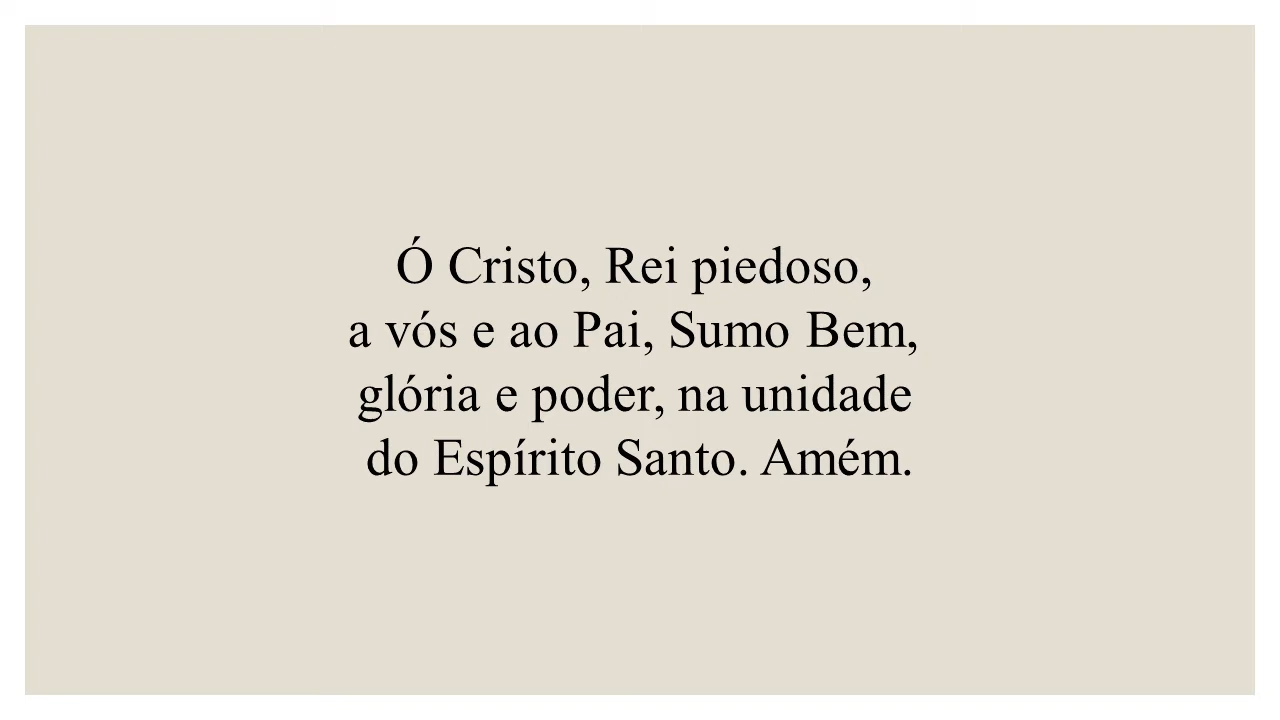 Ó Cristo, Rei piedoso,
a vós e ao Pai, Sumo Bem,
glória e poder, na unidade
do Espírito Santo. Amém.